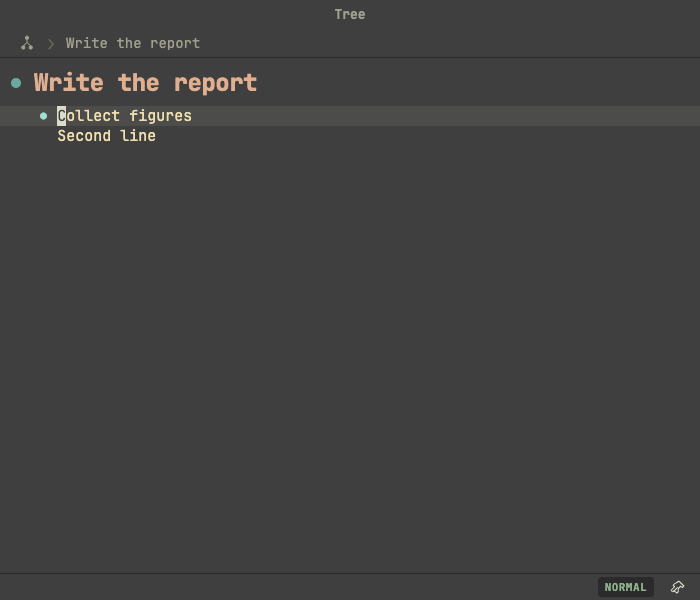 Tree
Write the report
Write the report
Collect figures
Second line
NORMAL